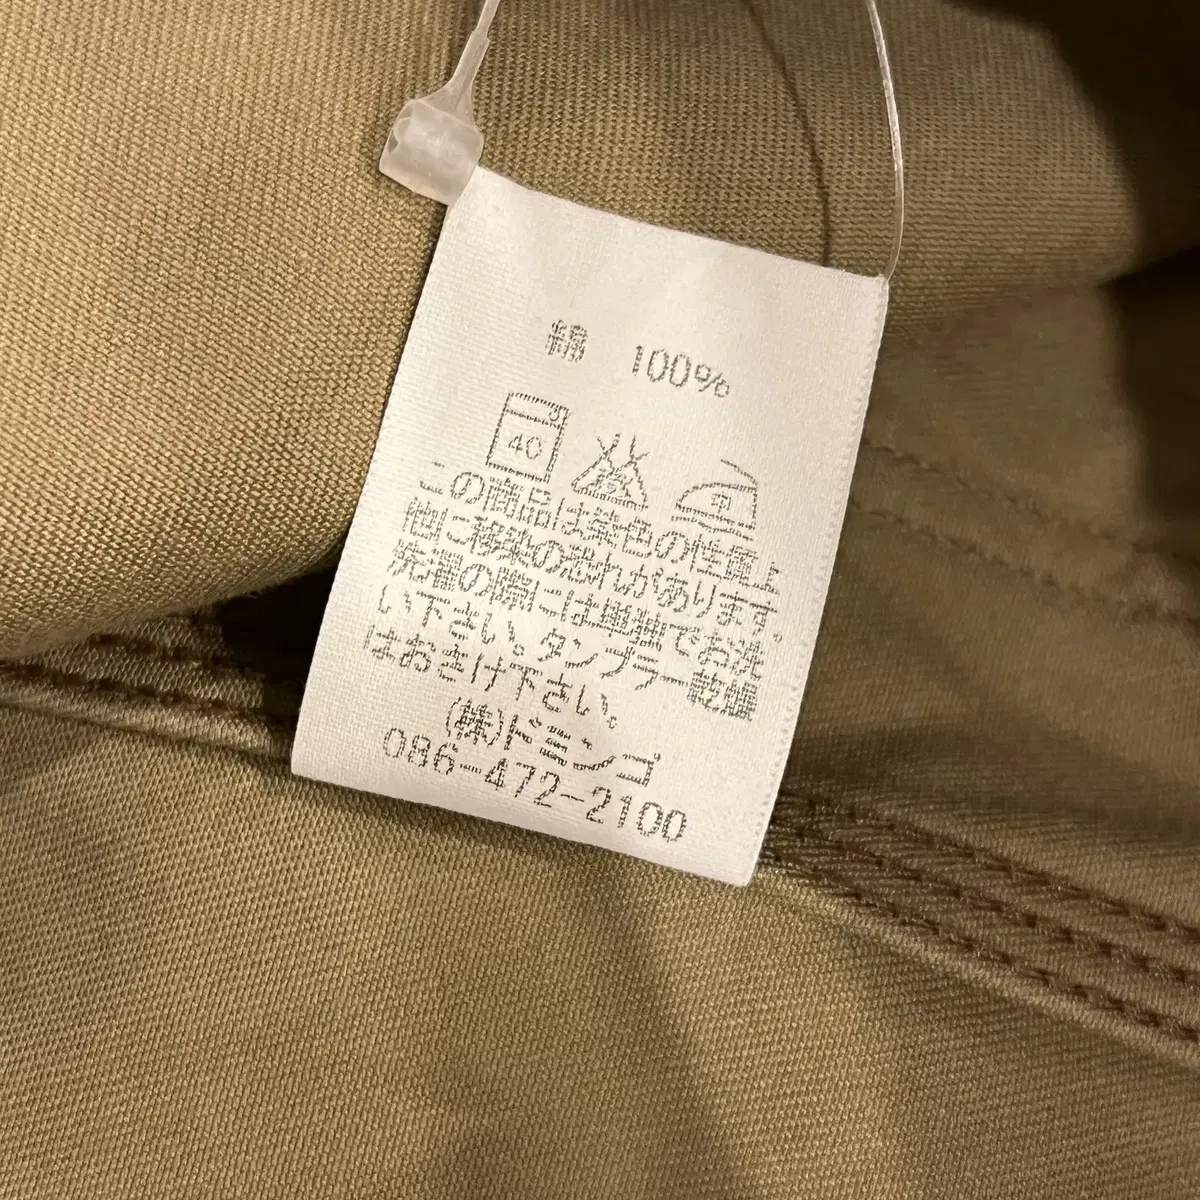 綿 100%
40
この商品は染色の性質上
他に移染の恐れがあります。
洗濯の際には単独でお洗
い下さい。タンブラー乾燥
はおさけ下さい。
(株)ドミンゴ
086-472-2100